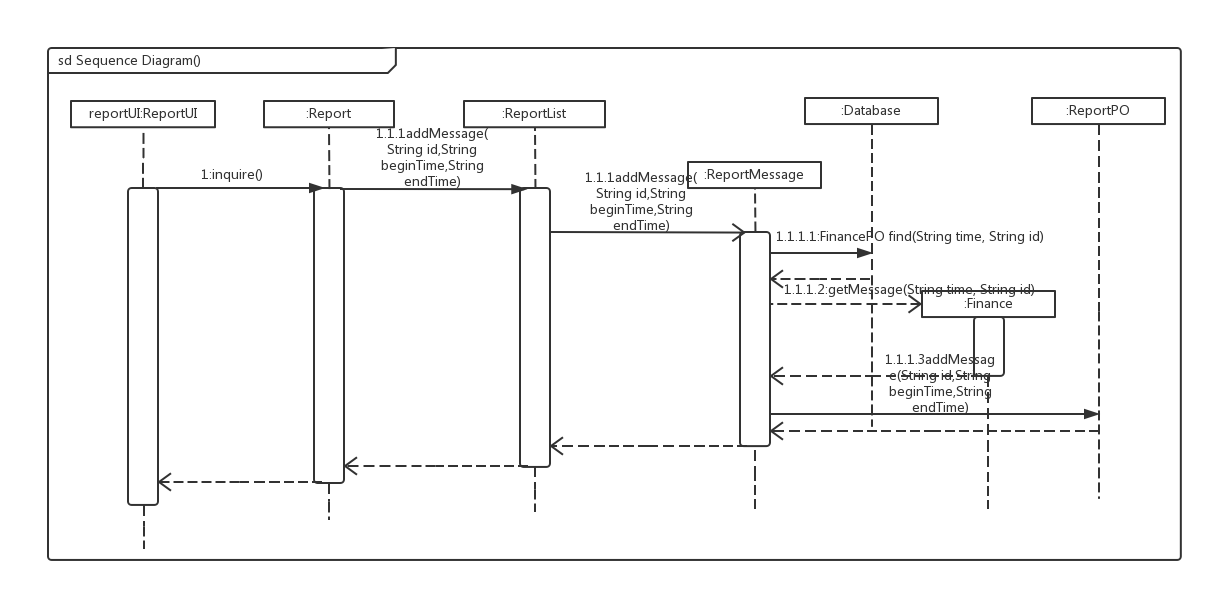 sd Sequence Diagram()
reportUI:ReportUI
:Report
:ReportList
:Database
:ReportPO
1.1.1addMessage(
String id,String
beginTime,String
endTime)
1:inquire()
:ReportMessage
1.1.1addMessage(
String id,String
beginTime,String
endTime)
1.1.1.1:FinancePO find(String time, String id)
1.1.1.2:getMessage(String time, String id)
:Finance
1.1.1.3addMessag
e(String id,String
beginTime,String
endTime)